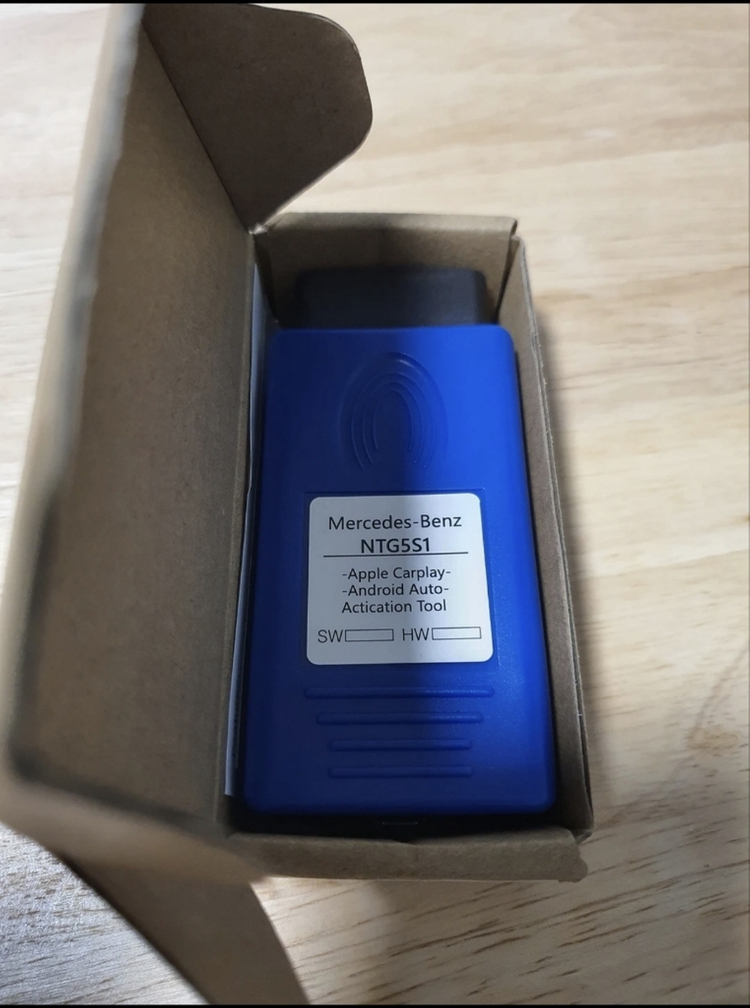 Mercedes-Benz
NTG5S1
-Apple Carplay-
-Android Auto-
Actication Tool
SW HW